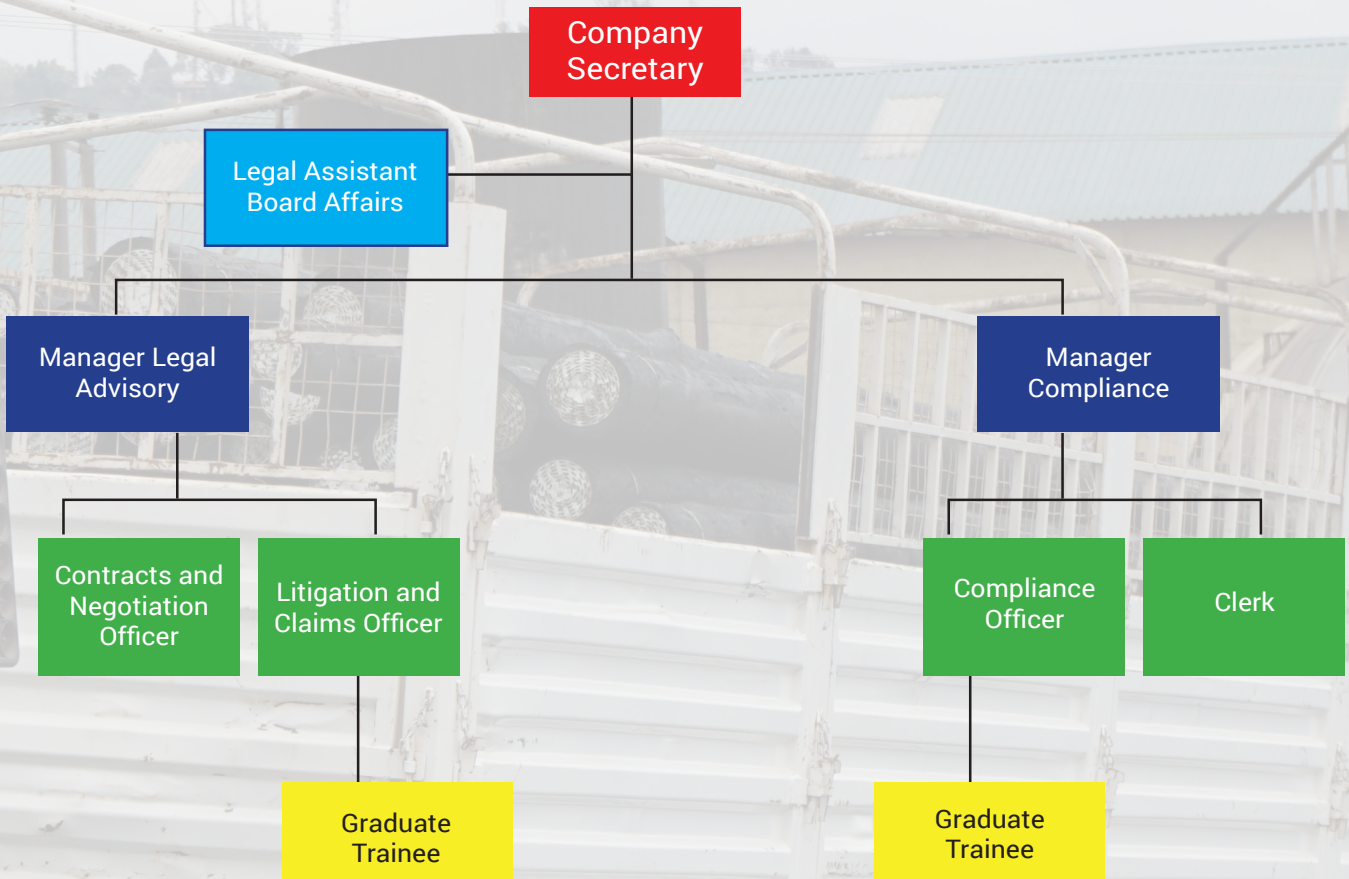 Company
Secretary
Legal Assistant
Board Affairs
Manager Legal
Advisory
Manager
Compliance
Contracts and
Negotiation
Officer
Litigation and
Claims Officer
Compliance
Officer
Clerk
Graduate
Trainee
Graduate
Trainee